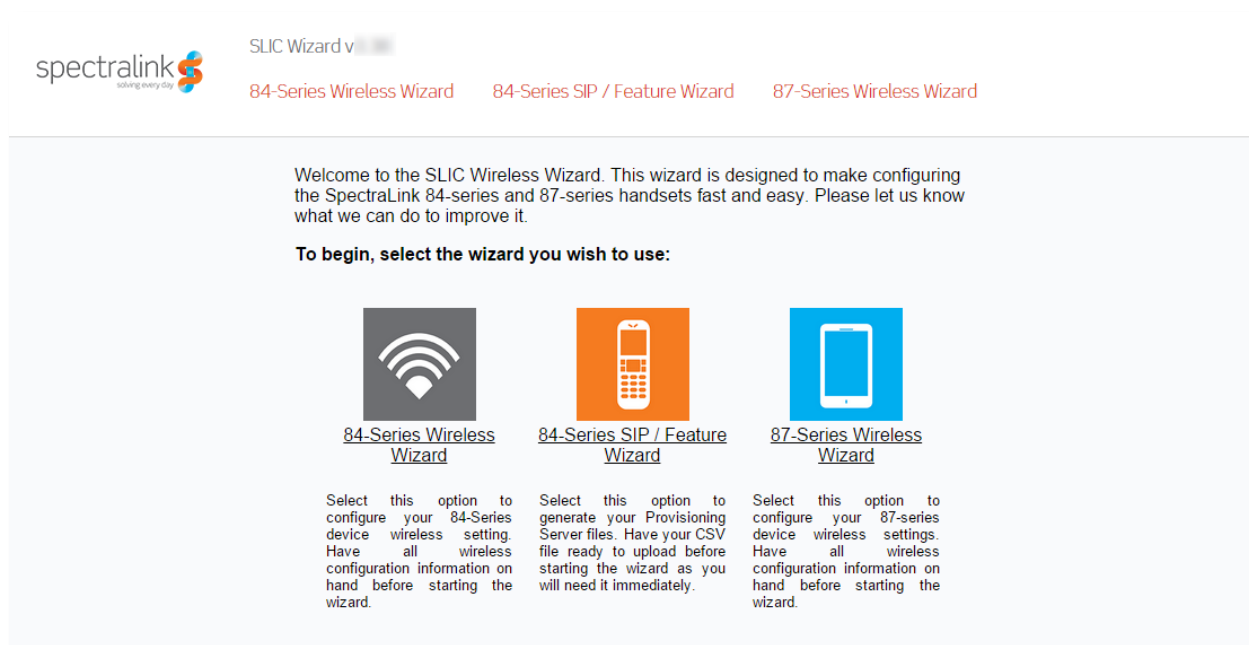 spectralink
solving every day
SLIC Wizard v
84-Series Wireless Wizard 84-Series SIP / Feature Wizard 87-Series Wireless Wizard
Welcome to the SLIC Wireless Wizard. This wizard is designed to make configuring
the SpectraLink 84-series and 87-series handsets fast and easy. Please let us know
what we can do to improve it.
To begin, select the wizard you wish to use:
84-Series Wireless
Wizard
Select this option to
configure your 84-Series
device wireless setting.
Have all wireless
configuration information on
hand before starting the
wizard.
84-Series SIP / Feature
Wizard
Select this option to
generate your Provisioning
Server files. Have your CSV
file ready to upload before
starting the wizard as you
will need it immediately.
87-Series Wireless
Wizard
Select this option to
configure your 87-series
device wireless settings.
Have all wireless
configuration information on
hand before starting the
wizard.